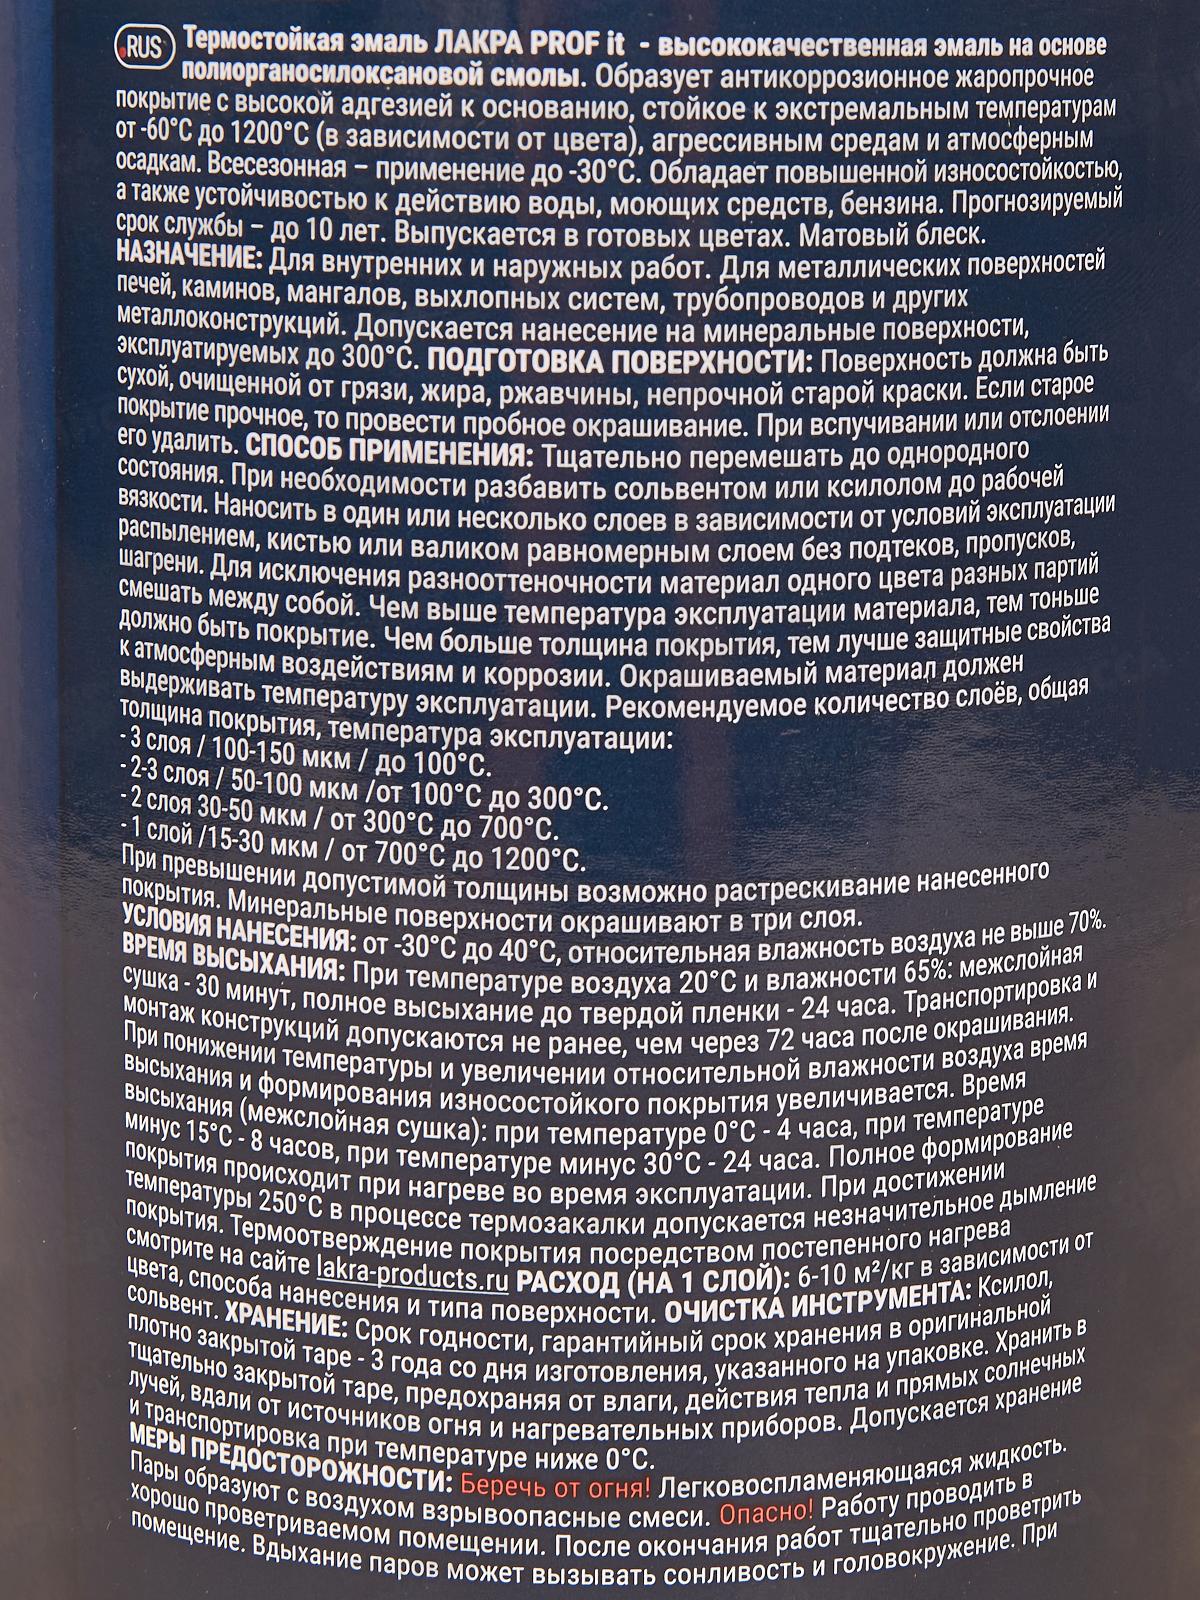 RUS Термостойкая эмаль ЛАКРА PROF it - высококачественная эмаль на основе
полиорганосилоксановой смолы. Образует антикоррозионное жаропрочное
покрытие с высокой адгезией к основанию, стойкое к экстремальным температурам
от -60°С до 1200°С (в зависимости от цвета), агрессивным средам и атмосферным
осадкам. Всесезонная – применение до -30°С. Обладает повышенной износостойкостью,
а также устойчивостью к действию воды, моющих средств, бензина. Прогнозируемый
срок службы – до 10 лет. Выпускается в готовых цветах. Матовый блеск.
НАЗНАЧЕНИЕ: Для внутренних и наружных работ. Для металлических поверхностей
печей, каминов, мангалов, выхлопных систем, трубопроводов и других
металлоконструкций. Допускается нанесение на минеральные поверхности,
эксплуатируемых до 300°С. ПОДГОТОВКА ПОВЕРХНОСТИ: Поверхность должна быть
сухой, очищенной от грязи, жира, ржавчины, непрочной старой краски. Если старое
покрытие прочное, то провести пробное окрашивание. При вспучивании или отслоении
его удалить. СПОСОБ ПРИМЕНЕНИЯ: Тщательно перемешать до однородного
состояния. При необходимости разбавить сольвентом или ксилолом до рабочей
вязкости. Наносить в один или несколько слоев в зависимости от условий эксплуатации
распылением, кистью или валиком равномерным слоем без подтеков, пропусков,
шагрени. Для исключения разнооттеночности материал одного цвета разных партий
смешать между собой. Чем выше температура эксплуатации материала, тем тоньше
должно быть покрытие. Чем больше толщина покрытия, тем лучше защитные свойства
к атмосферным воздействиям и коррозии. Окрашиваемый материал должен
выдерживать температуру эксплуатации. Рекомендуемое количество слоёв, общая
толщина покрытия, температура эксплуатации:
- 3 слоя / 100-150 мкм / до 100°С.
- 2-3 слоя / 50-100 мкм /от 100°С до 300°С.
- 2 слоя 30-50 мкм / от 300°С до 700°С.
- 1 слой /15-30 мкм / от 700°С до 1200°С.
При превышении допустимой толщины возможно растрескивание нанесенного
покрытия. Минеральные поверхности окрашивают в три слоя.
УСЛОВИЯ НАНЕСЕНИЯ: от -30°С до 40°С, относительная влажность воздуха не выше 70%.
ВРЕМЯ ВЫСЫХАНИЯ: При температуре воздуха 20°С и влажности 65%: межслойная
сушка - 30 минут, полное высыхание до твердой пленки - 24 часа. Транспортировка и
монтаж конструкций допускаются не ранее, чем через 72 часа после окрашивания.
При понижении температуры и увеличении относительной влажности воздуха время
высыхания и формирования износостойкого покрытия увеличивается. Время
высыхания (межслойная сушка): при температуре 0°С - 4 часа, при температуре
минус 15°С - 8 часов, при температуре минус 30°С - 24 часа. Полное формирование
покрытия происходит при нагреве во время эксплуатации. При достижении
температуры 250°С в процессе термозакалки допускается незначительное дымление
покрытия. Термоотверждение покрытия посредством постепенного нагрева
смотрите на сайте lakra-products.ru РАСХОД (НА 1 СЛОЙ): 6-10 м²/кг в зависимости от
цвета, способа нанесения и типа поверхности. ОЧИСТКА ИНСТРУМЕНТА: Ксилол,
сольвент. ХРАНЕНИЕ: Срок годности, гарантийный срок хранения в оригинальной
плотно закрытой таре - 3 года со дня изготовления, указанного на упаковке. Хранить в
тщательно закрытой таре, предохраняя от влаги, действия тепла и прямых солнечных
лучей, вдали от источников огня и нагревательных приборов. Допускается хранение
и транспортировка при температуре ниже 0°С.
МЕРЫ ПРЕДОСТОРОЖНОСТИ: Беречь от огня! Легковоспламеняющаяся жидкость.
Пары образуют с воздухом взрывоопасные смеси. Опасно! Работу проводить в
хорошо проветриваемом помещении. После окончания работ тщательно проветрить
помещение. Вдыхание паров может вызывать сонливость и головокружение. При